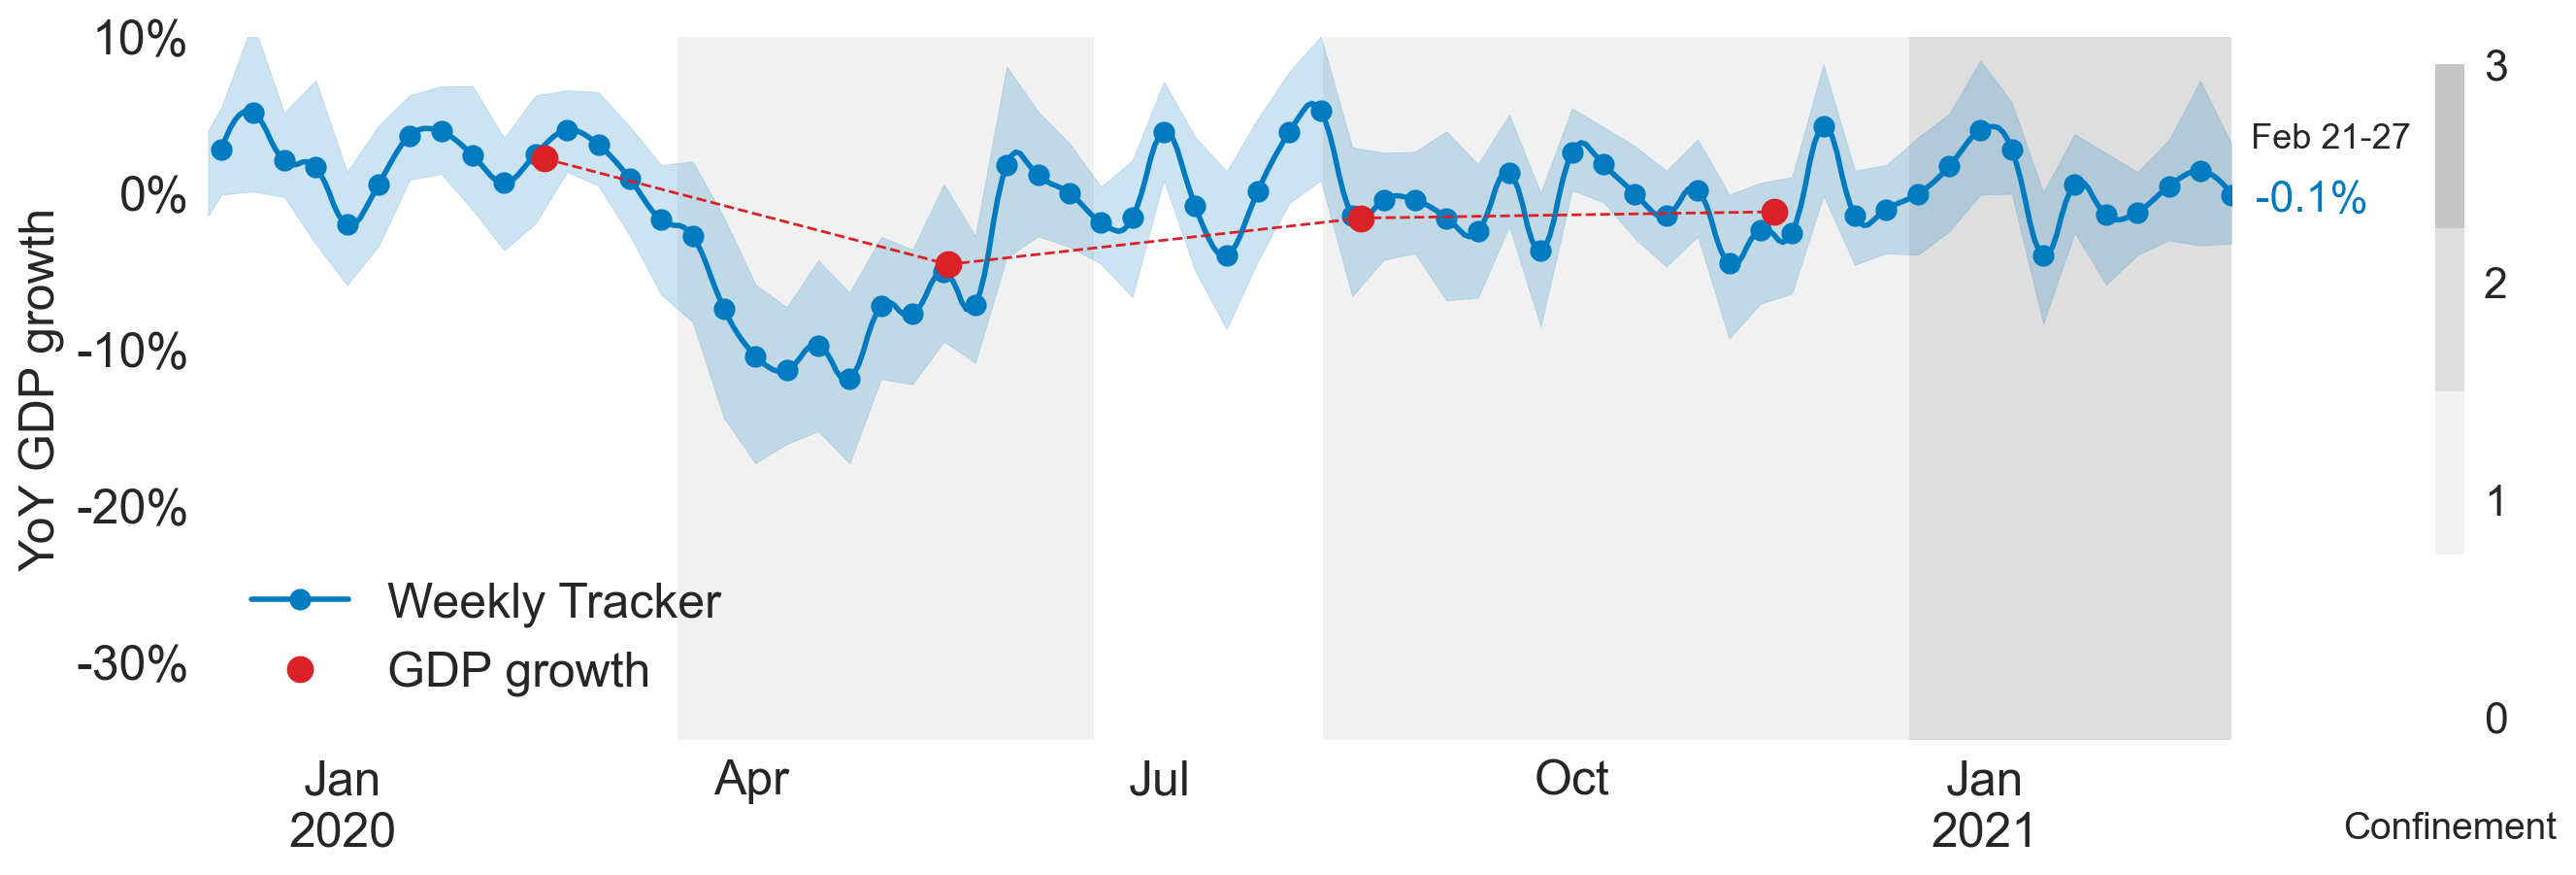 10%
0%
-10%
-20%
-30%
YoY GDP growth
Weekly Tracker
GDP growth
Jan
2020
Apr
Jul
Oct
Jan
2021
Feb 21-27
-0.1%
3
2
1
0
Confinement